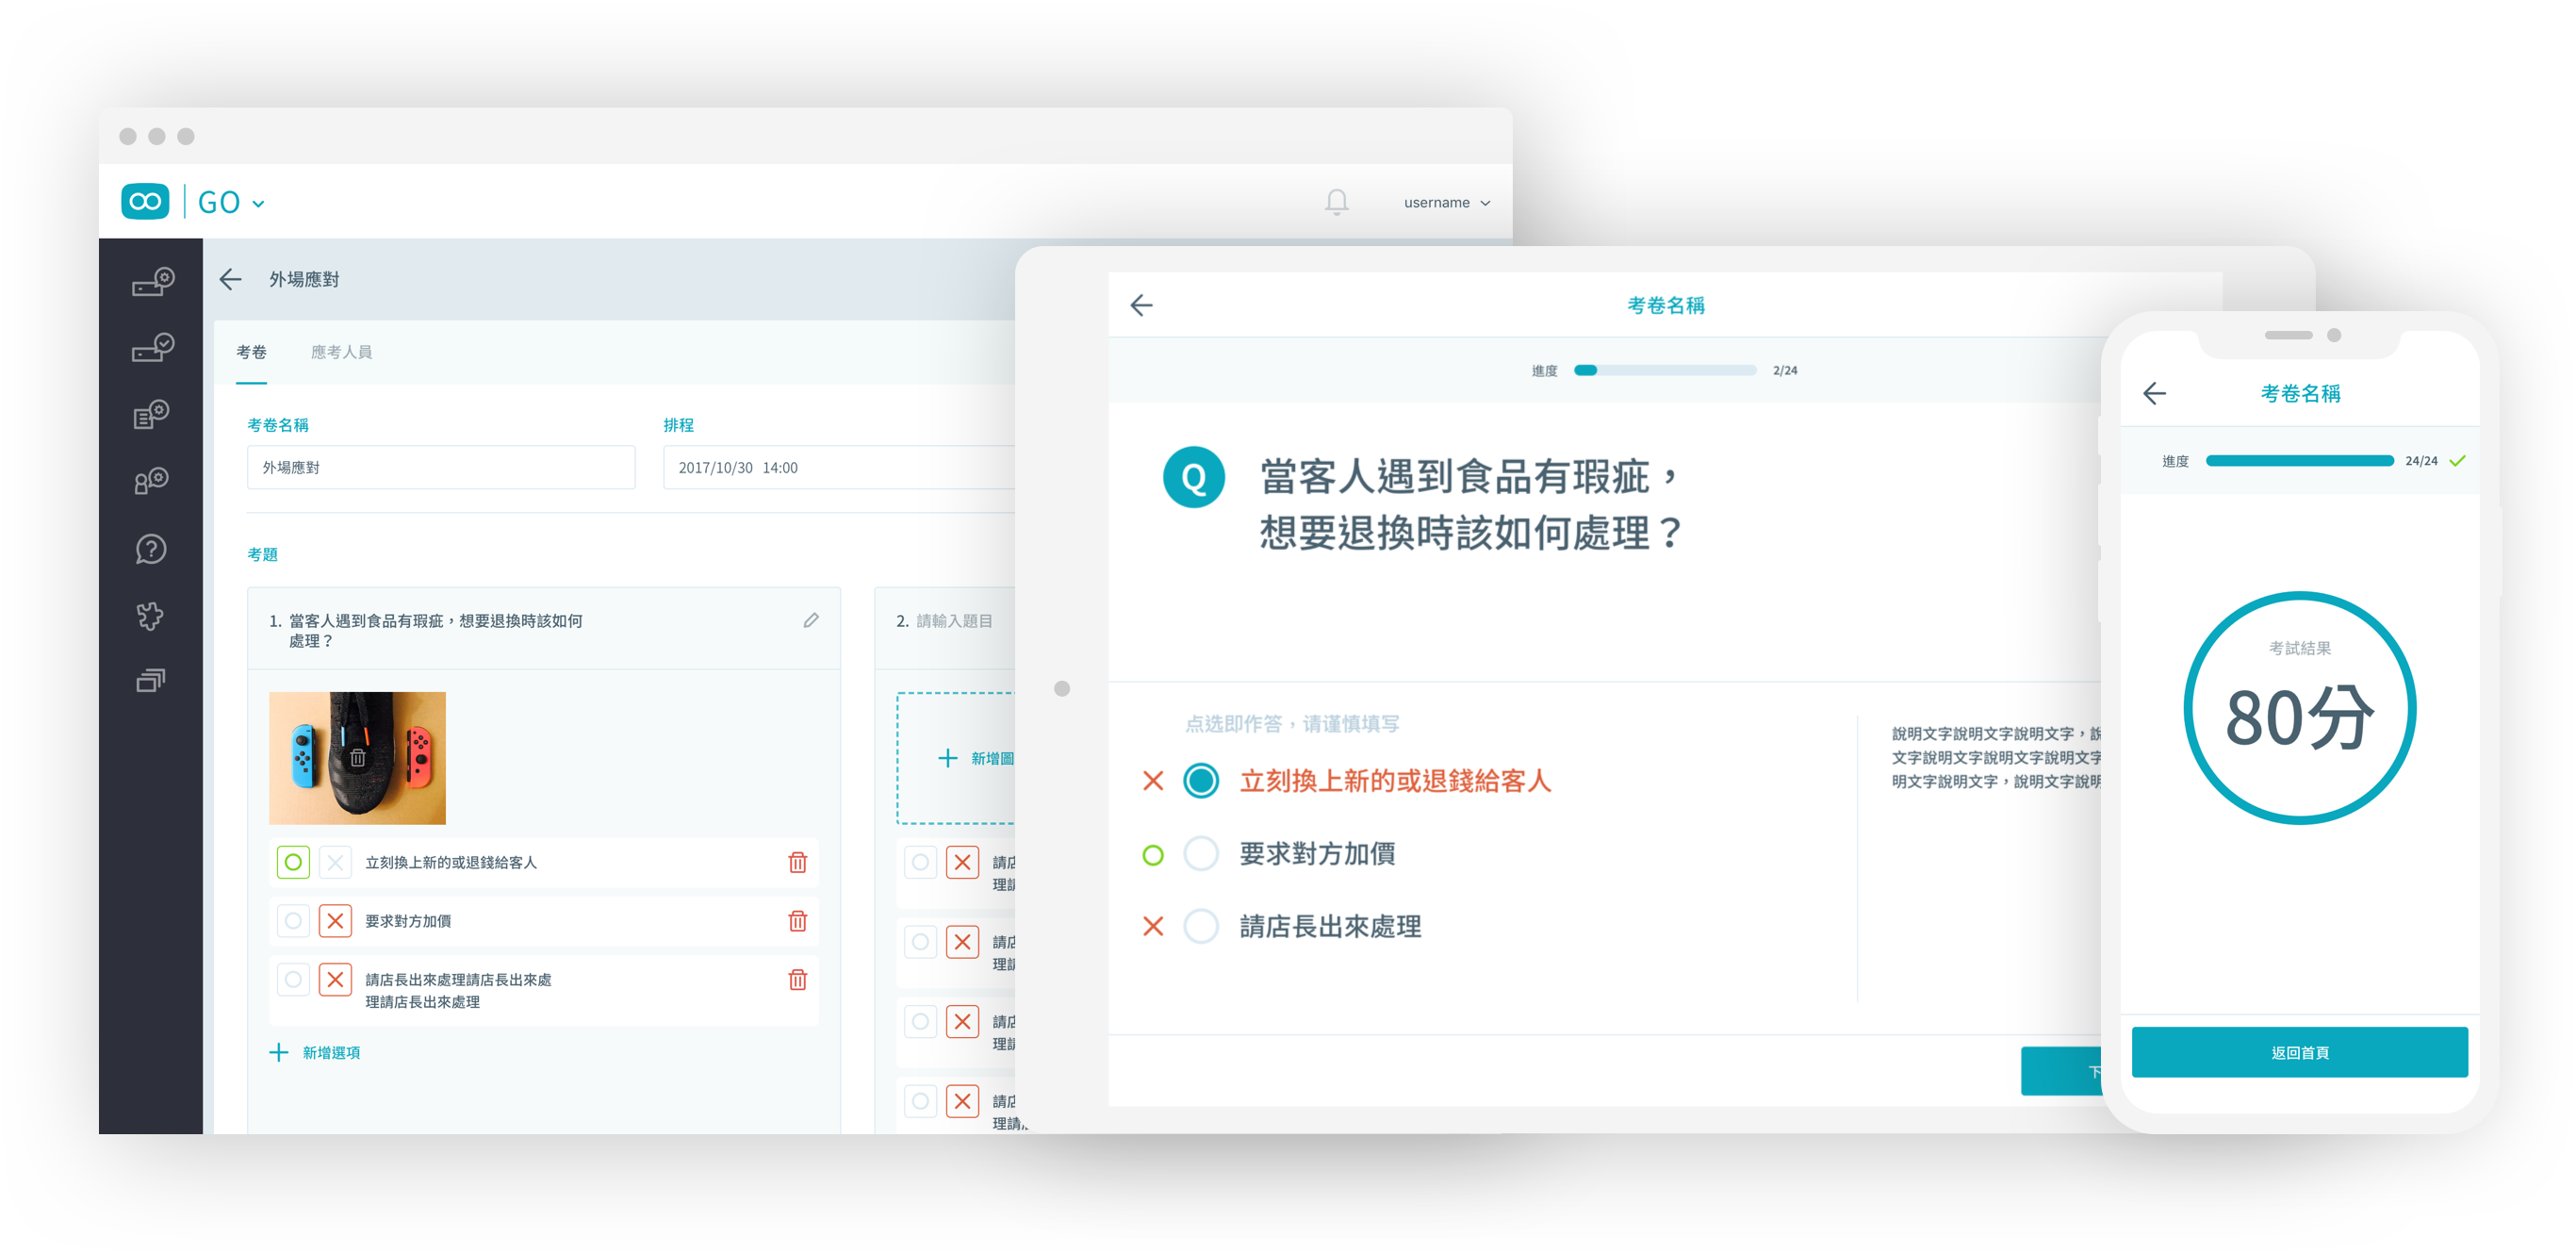 GO
username
外場應對
考卷 應考人員
考卷名稱 排程
外場應對 2017/10/30 14:00
考題
1. 當客人遇到食品有瑕疵，想要退換時該如何
處理？
立刻換上新的或退錢給客人
要求對方加價
請店長出來處理請店長出來處
理請店長出來處理
新增選項
2. 請輸入題目
新增圖
請店
理請
請店
理請
請店
理請
請店
理請
考卷名稱
進度 2/24
Q
當客人遇到食品有瑕疵，
想要退換時該如何處理？
点选即作答，请谨慎填写
立刻換上新的或退錢給客人
要求對方加價
請店長出來處理
說明文字說明文字說明文字，說
文字說明文字說明文字說明文字
明文字說明文字，說明文字說明
下
考卷名稱
進度 24/24
考試結果
80分
返回首頁